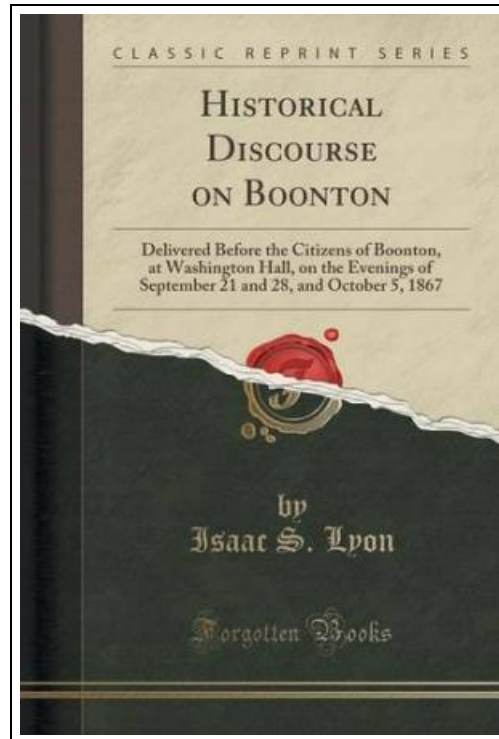 CLASSIC REPRINT SERIES
HISTORICAL
DISCOURSE
ON BOONTON
Delivered Before the Citizens of Boonton,
at Washington Hall, on the Evenings of
September 21 and 28, and October 5, 1867
by
Isaac S. Lyon
Forgotten Books